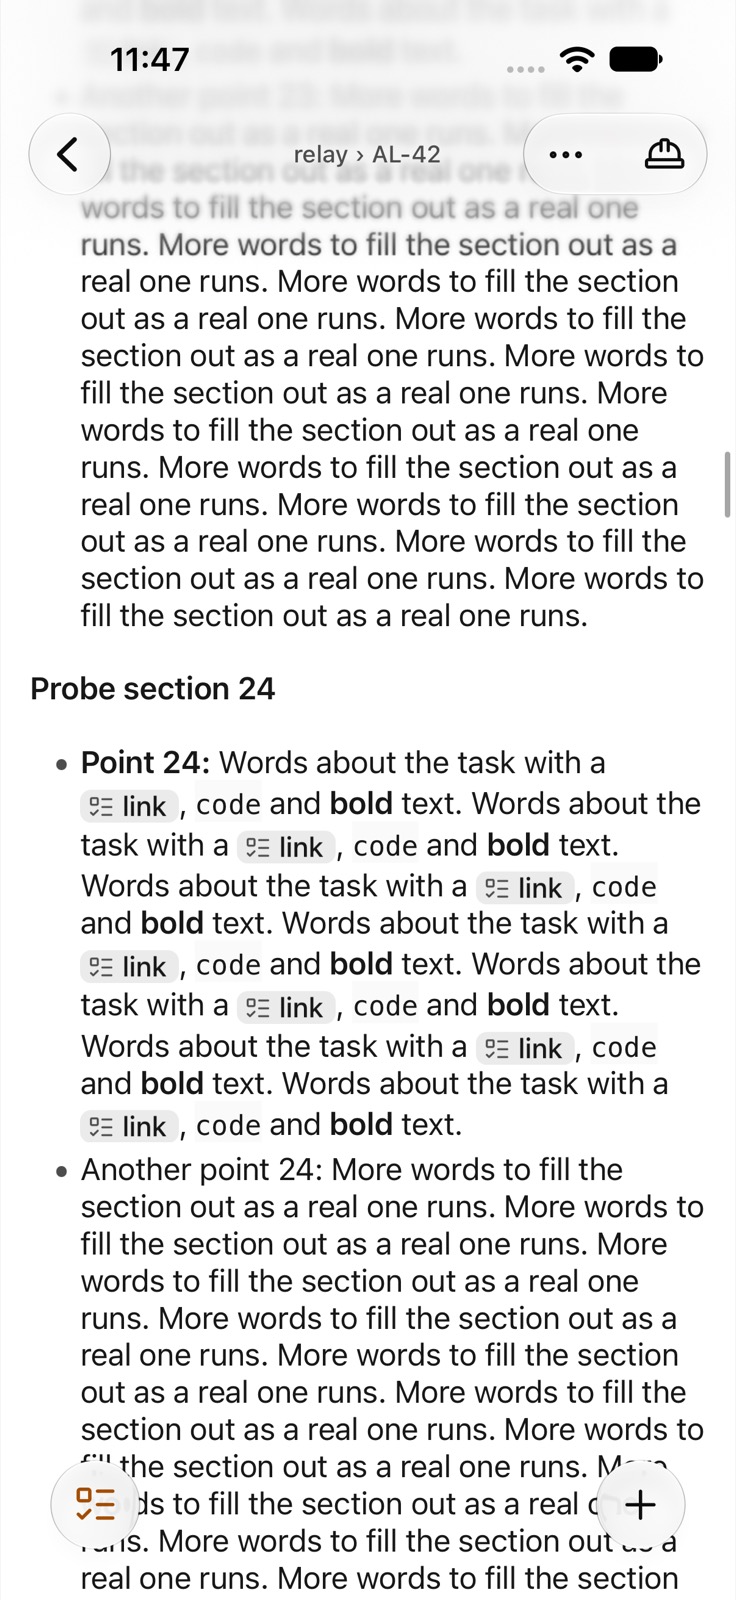 11:47
relay › AL-42
words to fill the section out as a real one
runs. More words to fill the section out as a
real one runs. More words to fill the section
out as a real one runs. More words to fill the
section out as a real one runs. More words to
fill the section out as a real one runs. More
words to fill the section out as a real one
runs. More words to fill the section out as a
real one runs. More words to fill the section
out as a real one runs. More words to fill the
section out as a real one runs. More words to
fill the section out as a real one runs.
Probe section 24
• Point 24: Words about the task with a
link, code and bold text. Words about the
task with a link, code and bold text.
Words about the task with a link, code
and bold text. Words about the task with a
link, code and bold text. Words about the
task with a link, code and bold text.
Words about the task with a link, code
and bold text. Words about the task with a
link, code and bold text.
• Another point 24: More words to fill the
section out as a real one runs. More words to
fill the section out as a real one runs. More
words to fill the section out as a real one
runs. More words to fill the section out as a
real one runs. More words to fill the section
out as a real one runs. More words to fill the
section out as a real one runs. More words to
the section out as a real one runs.
to fill the section out as a real
More words to fill the section out
real one runs. More words to fill the section